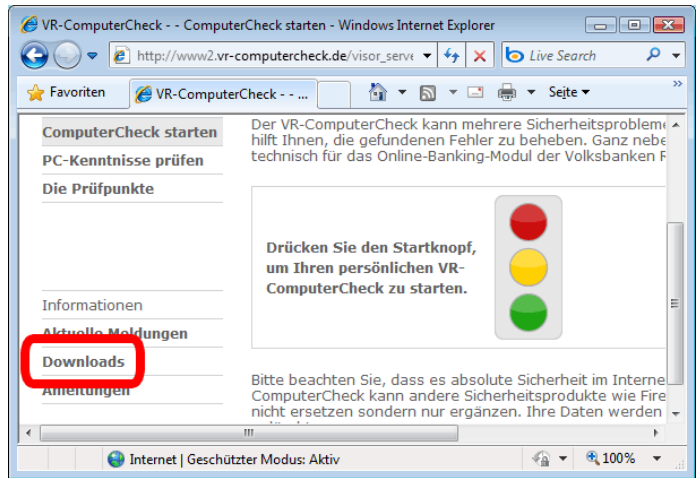 VR-ComputerCheck - - ComputerCheck starten - Windows Internet Explorer
http://www2.vr-computercheck.de/visor_serve
Live Search
Favoriten
VR-ComputerCheck - - ...
Seite
ComputerCheck starten
PC-Kenntnisse prüfen
Die Prüfpunkte
Informationen
Aktuelle Meldungen
Downloads
Anleitungen
Der VR-ComputerCheck kann mehrere Sicherheitsprobleme
hilft Ihnen, die gefundenen Fehler zu beheben. Ganz nebe
technisch für das Online-Banking-Modul der Volksbanken R
Drücken Sie den Startknopf,
um Ihren persönlichen VR-
ComputerCheck zu starten.
Bitte beachten Sie, dass es absolute Sicherheit im Interne
ComputerCheck kann andere Sicherheitsprodukte wie Fire
nicht ersetzen sondern nur ergänzen. Ihre Daten werden
Internet | Geschützter Modus: Aktiv
100%